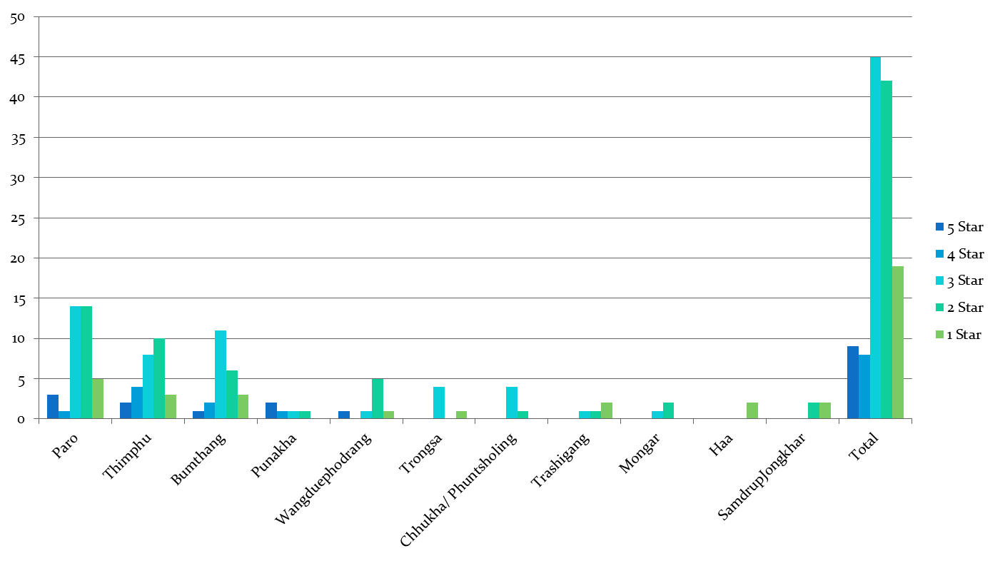 50
45
40
35
30
25
20
15
10
5
0
Paro
Thimphu
Bumthang
Punakha
Wangduephodrang
Trongsa
Chhukha/ Phuntsholing
Trashigang
Mongar
Haa
SamdrupJongkhar
Total
5 Star
4 Star
3 Star
2 Star
1 Star